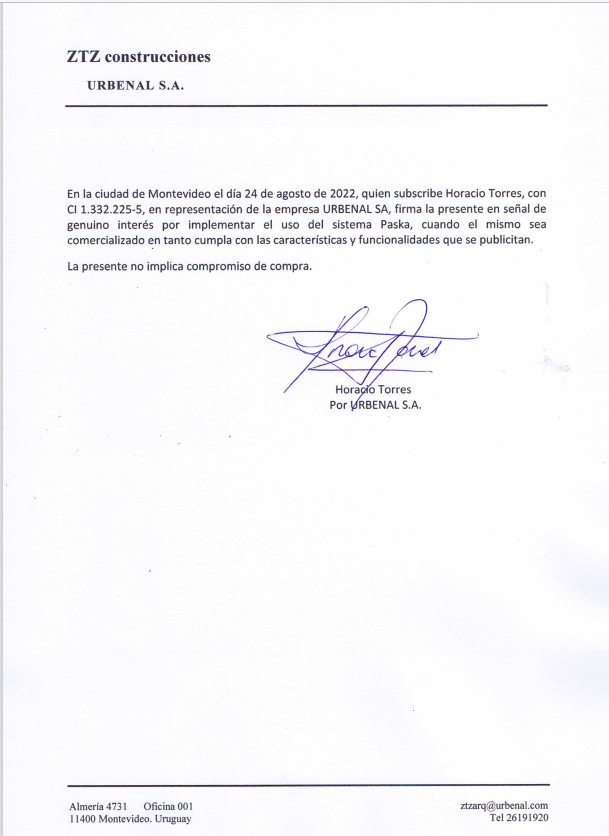 ZTZ construcciones
URBENAL S.A.
En la ciudad de Montevideo el día 24 de agosto de 2022, quien subscribe Horacio Torres, con
CI 1.332.225-5, en representación de la empresa URBENAL SA, firma la presente en señal de
genuino interés por implementar el uso del sistema Paska, cuando el mismo sea
comercializado en tanto cumpla con las características y funcionalidades que se publicitan.
La presente no implica compromiso de compra.
Horacio Torres
Por URBENAL S.A.
Almería 4731 Oficina 001
11400 Montevideo. Uruguay
ztzarq@urbenal.com
Tel 26191920